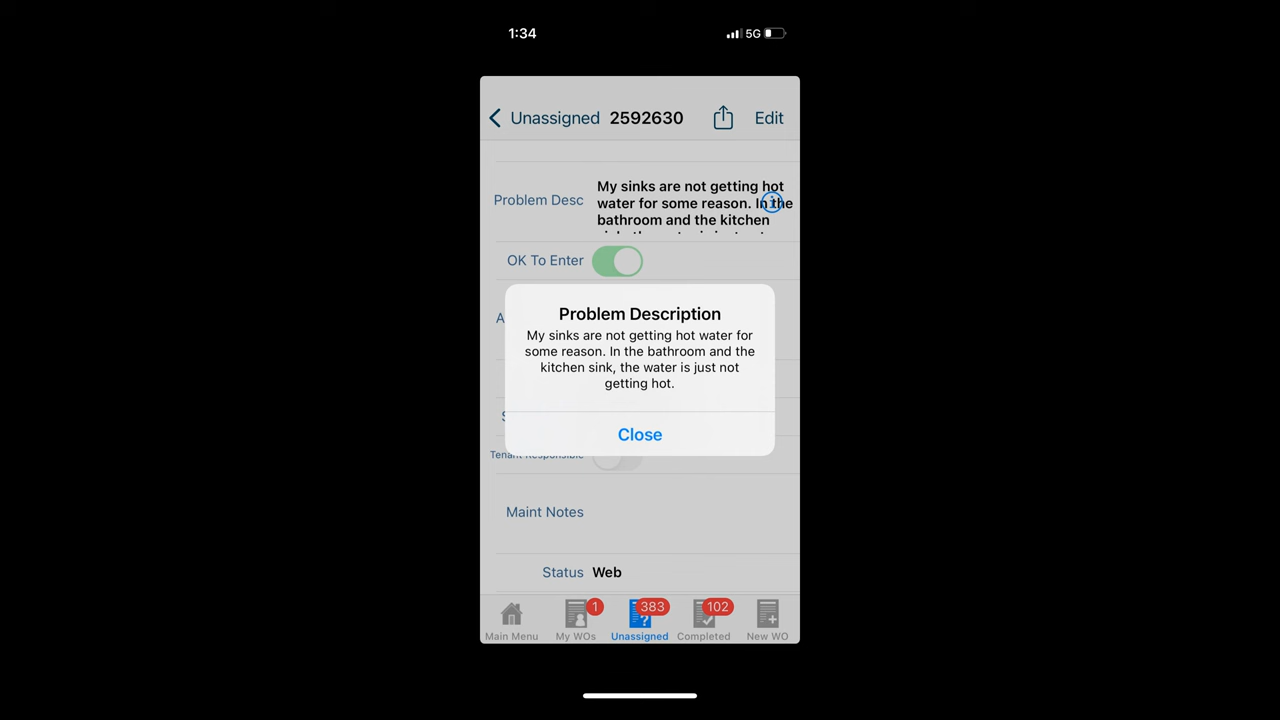 1:34
5G
Unassigned 2592630 Edit
Problem Desc
My sinks are not getting hot
water for some reason. In the
bathroom and the kitchen
OK To Enter
Problem Description
My sinks are not getting hot water for
some reason. In the bathroom and the
kitchen sink, the water is just not
getting hot.
Close
Tenant Responsible
Maint Notes
Status Web
1 383 102
Main Menu My WOs Unassigned Completed New WO